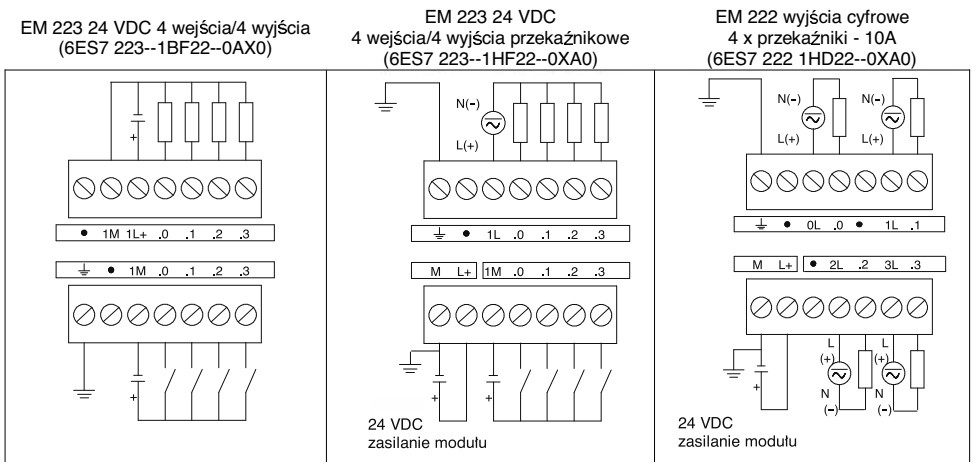 EM 223 24 VDC 4 wejścia/4 wyjścia
(6ES7 223--1BF22--0AX0)
+
● 1M 1L+ .0 .1 .2 .3
⏚ ● 1M .0 .1 .2 .3
+
EM 223 24 VDC
4 wejścia/4 wyjścia przekaźnikowe
(6ES7 223--1HF22--0XA0)
N(-)
L(+)
⏚ ● 1L .0 .1 .2 .3
M L+ 1M .0 .1 .2 .3
+ +
24 VDC
zasilanie modułu
EM 222 wyjścia cyfrowe
4 x przekaźniki - 10A
(6ES7 222 1HD22--0XA0)
N(-) N(-)
L(+) L(+)
⏚ ● 0L .0 ● 1L .1
M L+ ● 2L .2 3L .3
L L
(+) (+)
+
N N
(-) (-)
24 VDC
zasilanie modułu